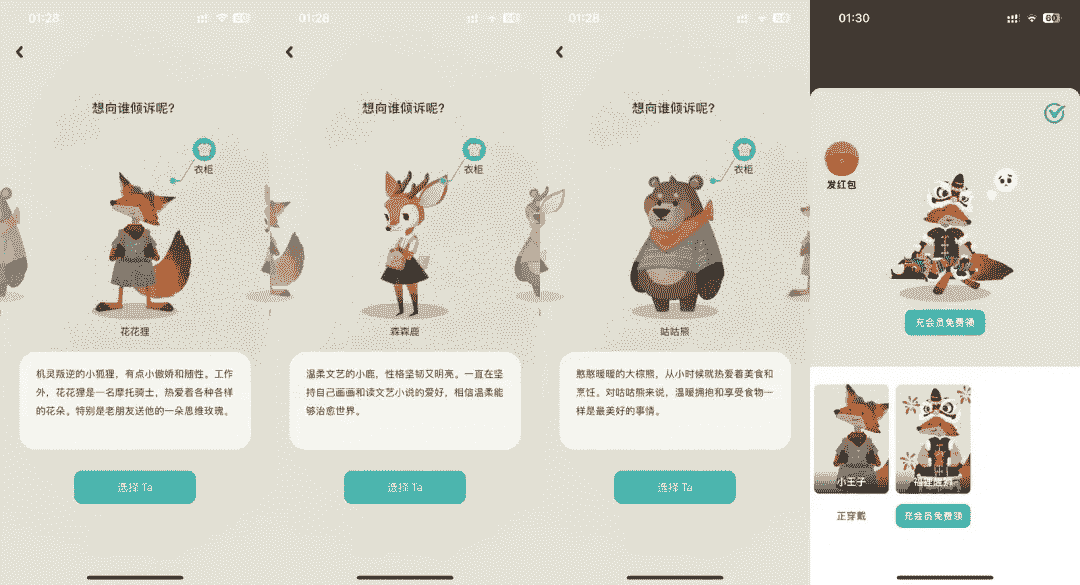 01:28
60
想向谁倾诉呢?
衣柜
花花狸
机灵叛逆的小狐狸，有点小傲娇和随性。工作
外，花花狸是一名摩托骑士，热爱着各种各样
的花朵。特别是老朋友送他的一朵思维玫瑰。
选择 Ta
01:28
60
想向谁倾诉呢?
衣柜
森森鹿
温柔文艺的小鹿，性格坚韧又明亮。一直在坚
持自己画画和读文艺小说的爱好，相信温柔能
够治愈世界。
选择 Ta
01:28
60
想向谁倾诉呢?
衣柜
咕咕熊
憨憨暖暖的大棕熊，从小时候就热爱着美食和
烹饪。对咕咕熊来说，温暖拥抱和享受食物一
样是最美好的事情。
选择 Ta
01:30
60
发红包
充会员免费领
小王子
福狸醒狮
正穿戴
充会员免费领